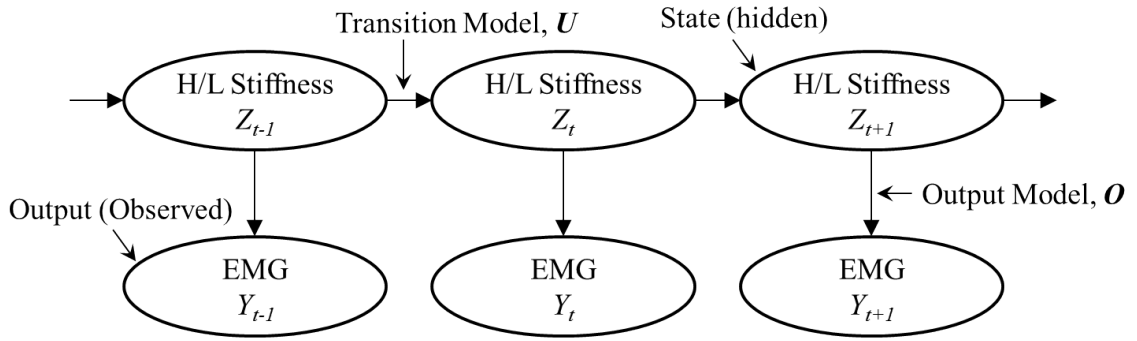 Transition Model, U
State (hidden)
H/L Stiffness
Zt-1
H/L Stiffness
Zt
H/L Stiffness
Zt+1
Output (Observed)
Output Model, O
EMG
Yt-1
EMG
Yt
EMG
Yt+1